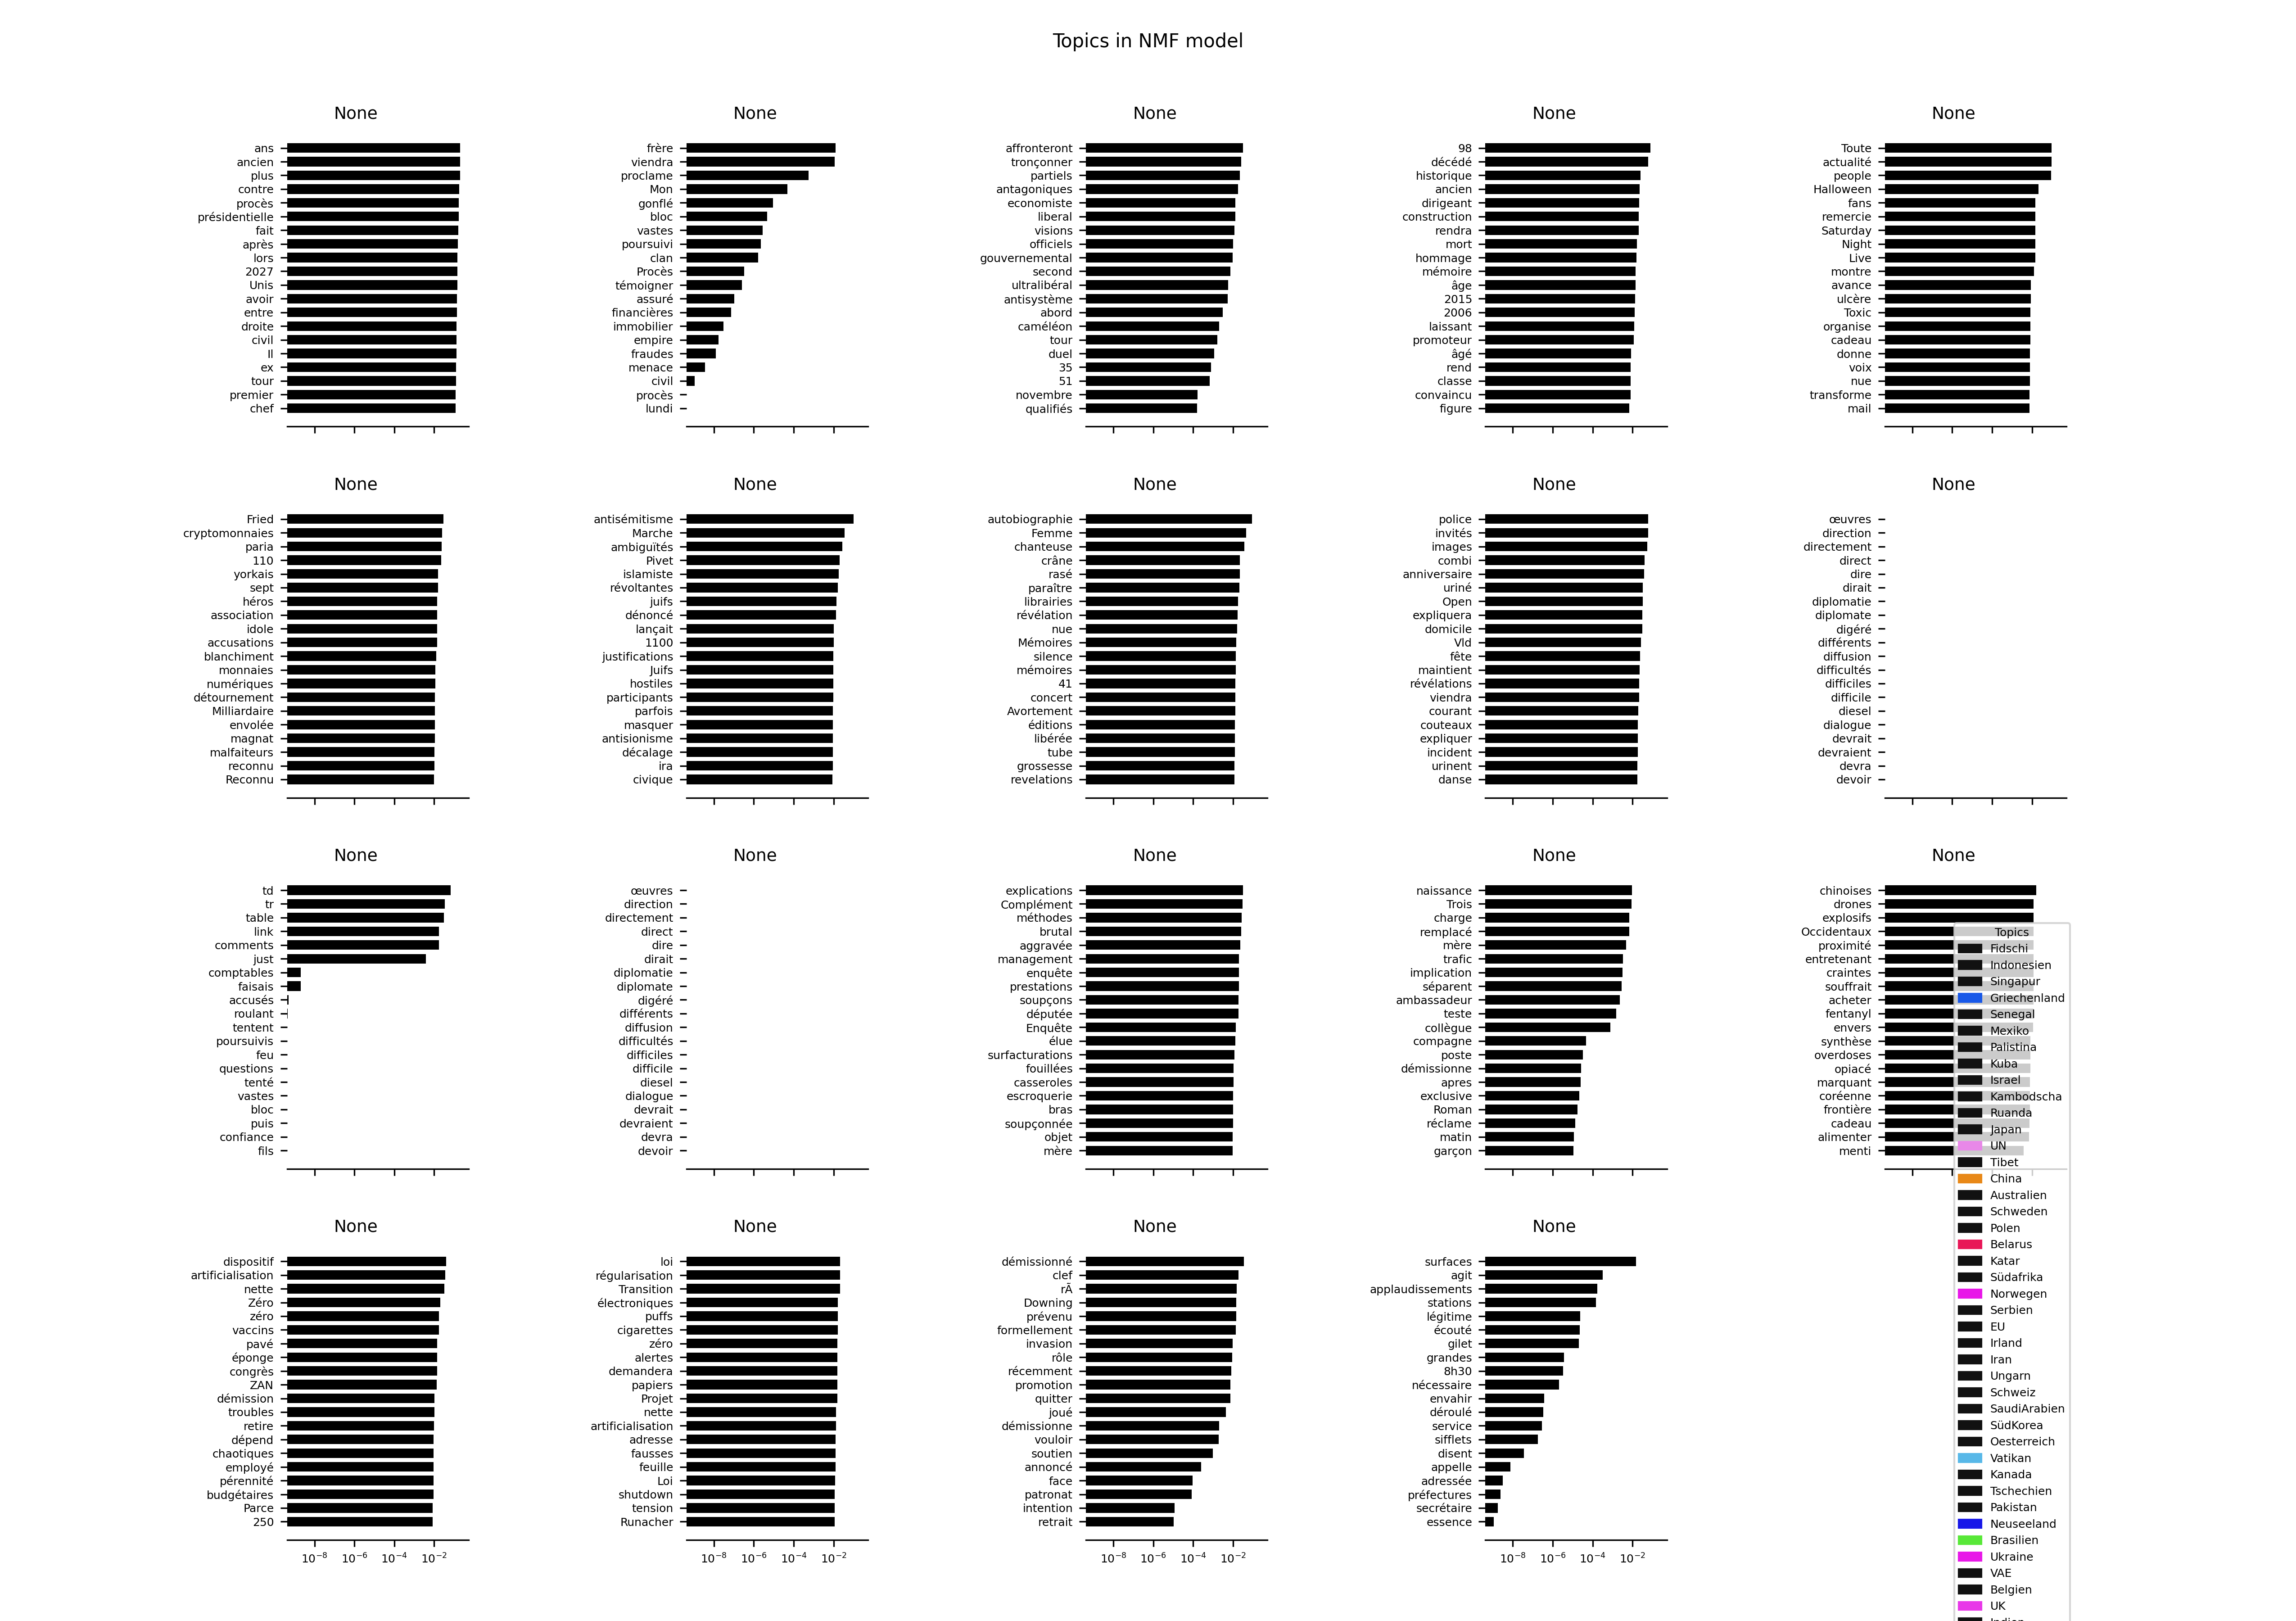 Topics in NMF model
None
ans
ancien
plus
contre
procès
présidentielle
fait
après
lors
2027
Unis
avoir
entre
droite
civil
Il
ex
tour
premier
chef
None
frère
viendra
proclame
Mon
gonflé
bloc
vastes
poursuivi
clan
Procès
témoigner
assuré
financières
immobilier
empire
fraudes
menace
civil
procès
lundi
None
affronteront
tronçonner
partiels
antagoniques
economiste
liberal
visions
officiels
gouvernemental
second
ultralibéral
antisystème
abord
caméléon
tour
duel
35
51
novembre
qualifiés
None
98
décédé
historique
ancien
dirigeant
construction
rendra
mort
hommage
mémoire
âge
2015
2006
laissant
promoteur
âgé
rend
classe
convaincu
figure
None
Toute
actualité
people
Halloween
fans
remercie
Saturday
Night
Live
montre
avance
ulcère
Toxic
organise
cadeau
donne
voix
nue
transforme
mail
None
Fried
cryptomonnaies
paria
110
yorkais
sept
héros
association
idole
accusations
blanchiment
monnaies
numériques
détournement
Milliardaire
envolée
magnat
malfaiteurs
reconnu
Reconnu
None
antisémitisme
Marche
ambiguïtés
Pivet
islamiste
révoltantes
juifs
dénoncé
lançait
1100
justifications
Juifs
hostiles
participants
parfois
masquer
antisionisme
décalage
ira
civique
None
autobiographie
Femme
chanteuse
crâne
rasé
paraître
librairies
révélation
nue
Mémoires
silence
mémoires
41
concert
Avortement
éditions
libérée
tube
grossesse
revelations
None
police
invités
images
combi
anniversaire
uriné
Open
expliquera
domicile
Vld
fête
maintient
révélations
viendra
courant
couteaux
expliquer
incident
urinent
danse
None
œuvres
direction
directement
direct
dire
dirait
diplomatie
diplomate
digéré
différents
diffusion
difficultés
difficiles
difficile
diesel
dialogue
devrait
devraient
devra
devoir
None
td
tr
table
link
comments
just
comptables
faisais
accusés
roulant
tentent
poursuivis
feu
questions
tenté
vastes
bloc
puis
confiance
fils
None
œuvres
direction
directement
direct
dire
dirait
diplomatie
diplomate
digéré
différents
diffusion
difficultés
difficiles
difficile
diesel
dialogue
devrait
devraient
devra
devoir
None
explications
Complément
méthodes
brutal
aggravée
management
enquête
prestations
soupçons
députée
Enquête
élue
surfacturations
fouillées
casseroles
escroquerie
bras
soupçonnée
objet
mère
None
naissance
Trois
charge
remplacé
mère
trafic
implication
séparent
ambassadeur
teste
collègue
compagne
poste
démissionne
apres
exclusive
Roman
réclame
matin
garçon
None
chinoises
drones
explosifs
Occidentaux
proximité
entretenant
craintes
souffrait
acheter
fentanyl
envers
synthèse
overdoses
opiacé
marquant
coréenne
frontière
cadeau
alimenter
menti
None
dispositif
artificialisation
nette
Zéro
zéro
vaccins
pavé
éponge
congrès
ZAN
démission
troubles
retire
dépend
chaotiques
employé
pérennité
budgétaires
Parce
250
10⁻⁸ 10⁻⁶ 10⁻⁴ 10⁻²
None
loi
régularisation
Transition
électroniques
puffs
cigarettes
zéro
alertes
demandera
papiers
Projet
nette
artificialisation
adresse
fausses
feuille
Loi
shutdown
tension
Runacher
10⁻⁸ 10⁻⁶ 10⁻⁴ 10⁻²
None
démissionné
clef
rÃ
Downing
prévenu
formellement
invasion
rôle
récemment
promotion
quitter
joué
démissionne
vouloir
soutien
annoncé
face
patronat
intention
retrait
10⁻⁸ 10⁻⁶ 10⁻⁴ 10⁻²
None
surfaces
agit
applaudissements
stations
légitime
écouté
gilet
grandes
8h30
nécessaire
envahir
déroulé
service
sifflets
disent
appelle
adressée
préfectures
secrétaire
essence
10⁻⁸ 10⁻⁶ 10⁻⁴ 10⁻²
Topics
Fidschi
Indonesien
Singapur
Griechenland
Senegal
Mexiko
Palistina
Kuba
Israel
Kambodscha
Ruanda
Japan
UN
Tibet
China
Australien
Schweden
Polen
Belarus
Katar
Südafrika
Norwegen
Serbien
EU
Irland
Iran
Ungarn
Schweiz
SaudiArabien
SüdKorea
Oesterreich
Vatikan
Kanada
Tschechien
Pakistan
Neuseeland
Brasilien
Ukraine
VAE
Belgien
UK